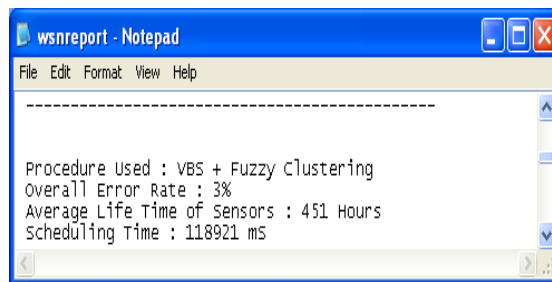 wsnreport - Notepad
File Edit Format View Help
----------------------------------------------
Procedure Used : VBS + Fuzzy Clustering
Overall Error Rate : 3%
Average Life Time of Sensors : 451 Hours
Scheduling Time : 118921 mS